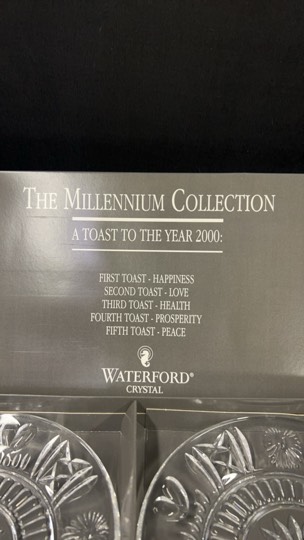 THE MILLENNIUM COLLECTION
A TOAST TO THE YEAR 2000:
FIRST TOAST - HAPPINESS
SECOND TOAST - LOVE
THIRD TOAST - HEALTH
FOURTH TOAST - PROSPERITY
FIFTH TOAST - PEACE
WATERFORD®
CRYSTAL